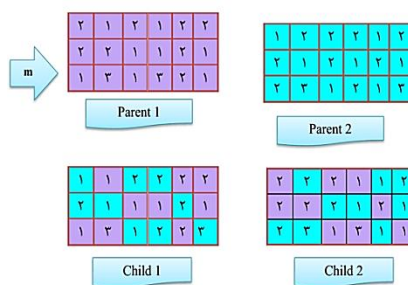 ۲ ۱ ۲ ۱ ۲ ۲
۲ ۲ ۱ ۱ ۲ ۱
۱ ۳ ۱ ۳ ۲ ۱
m
Parent 1
۱ ۲ ۲ ۲ ۱ ۲
۲ ۱ ۲ ۱ ۲ ۱
۲ ۳ ۱ ۲ ۱ ۳
Parent 2
۱ ۱ ۲ ۲ ۲ ۲
۲ ۱ ۱ ۱ ۲ ۱
۱ ۳ ۱ ۲ ۲ ۳
Child 1
۲ ۲ ۲ ۱ ۱ ۲
۲ ۲ ۲ ۱ ۲ ۱
۲ ۳ ۱ ۳ ۱ ۱
Child 2